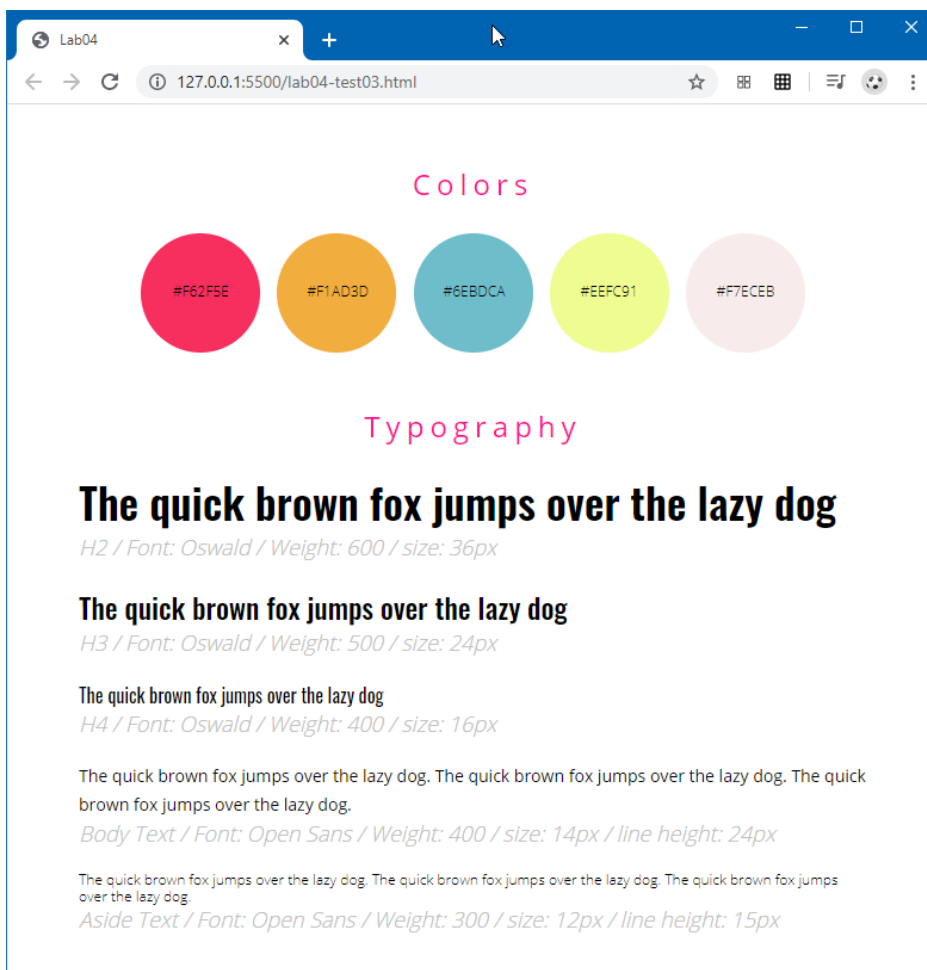 Lab04
127.0.0.1:5500/lab04-test03.html
Colors
#F62F5E #F1AD3D #6EBDCA #EEFC91 #F7ECEB
Typography
The quick brown fox jumps over the lazy dog
H2 / Font: Oswald / Weight: 600 / size: 36px
The quick brown fox jumps over the lazy dog
H3 / Font: Oswald / Weight: 500 / size: 24px
The quick brown fox jumps over the lazy dog
H4 / Font: Oswald / Weight: 400 / size: 16px
The quick brown fox jumps over the lazy dog. The quick brown fox jumps over the lazy dog. The quick
brown fox jumps over the lazy dog.
Body Text / Font: Open Sans / Weight: 400 / size: 14px / line height: 24px
The quick brown fox jumps over the lazy dog. The quick brown fox jumps over the lazy dog. The quick brown fox jumps
over the lazy dog.
Aside Text / Font: Open Sans / Weight: 300 / size: 12px / line height: 15px